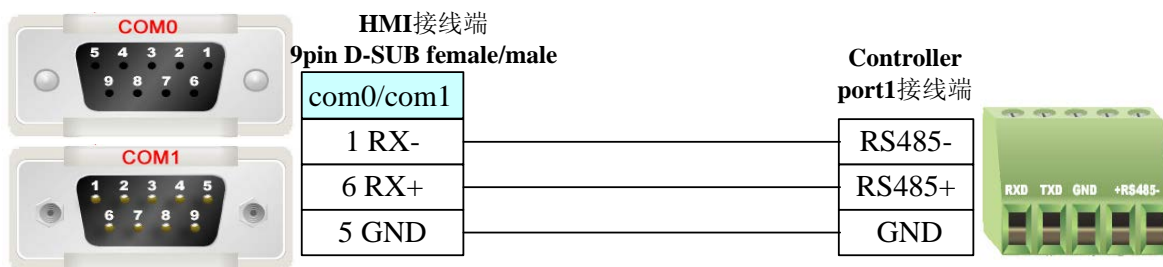 COM0
5 4 3 2 1
9 8 7 6
COM1
1 2 3 4 5
6 7 8 9
HMI接线端
9pin D-SUB female/male
com0/com1
1 RX-
6 RX+
5 GND
Controller
port1接线端
RS485-
RS485+
GND
RXD TXD GND +RS485-